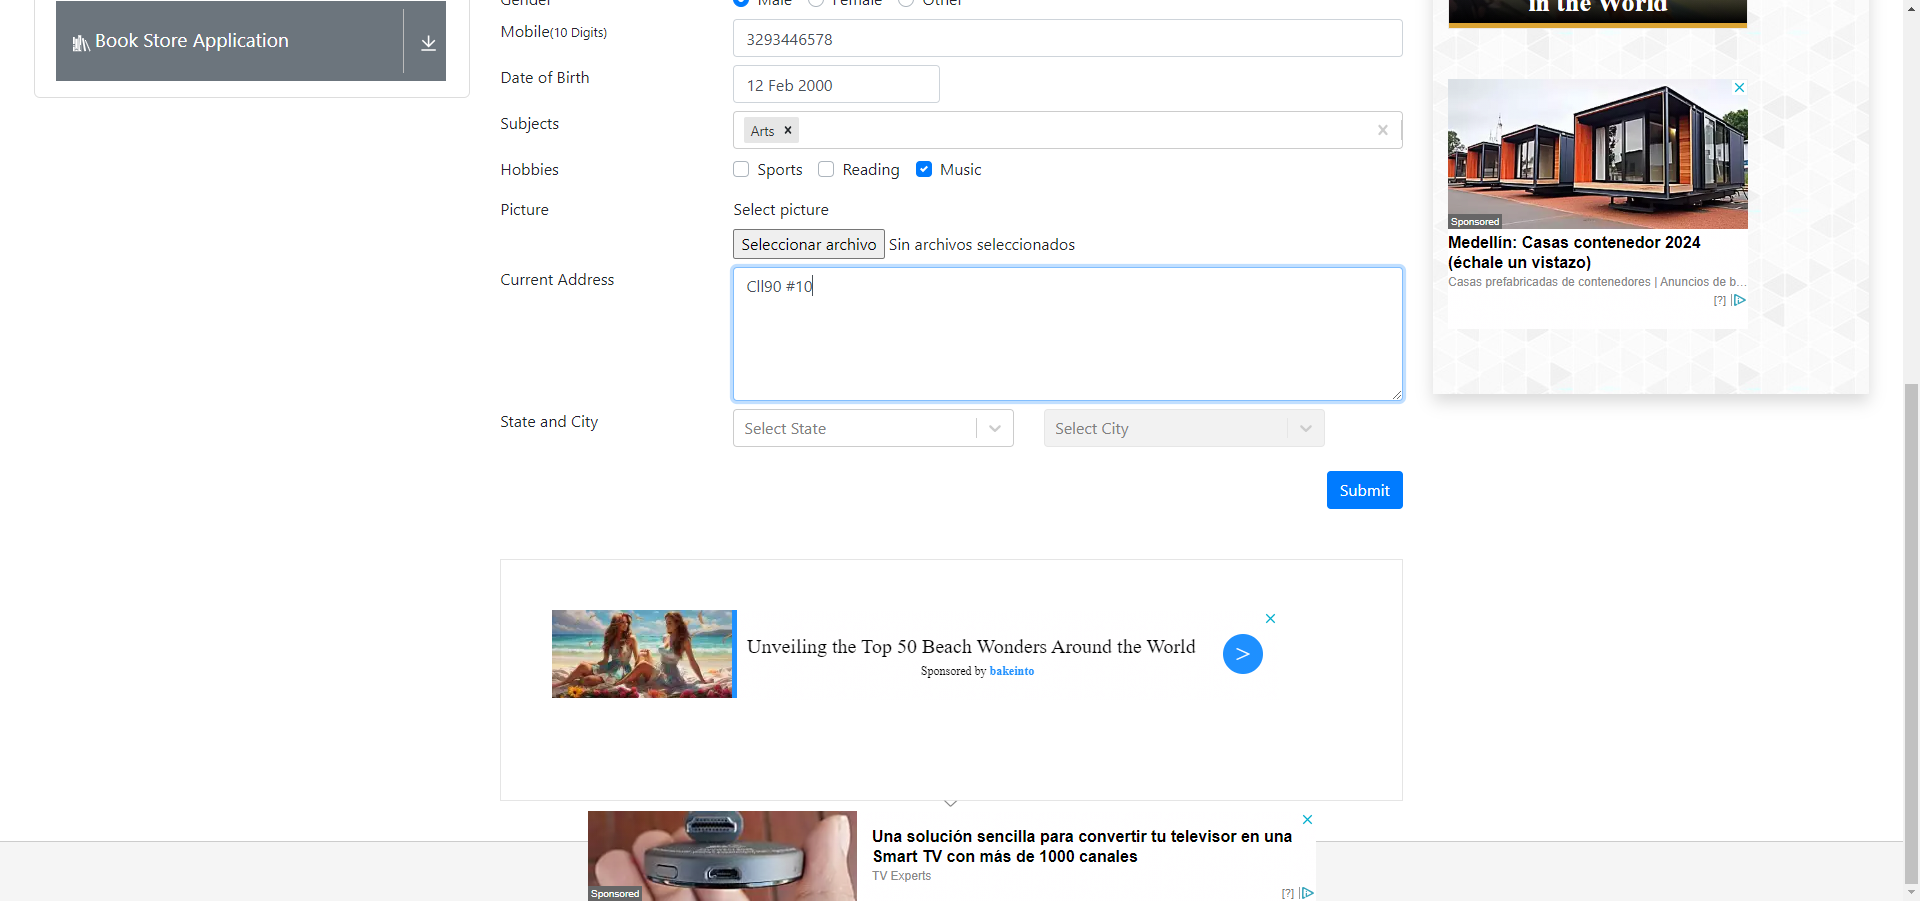 Book Store Application
Gender Male Female Other
Mobile(10 Digits) 3293446578
Date of Birth 12 Feb 2000
Subjects Arts ×
Hobbies Sports Reading Music
Picture Select picture
Seleccionar archivo Sin archivos seleccionados
Current Address Cll90 #10
State and City Select State Select City
Submit
in the World
Sponsored
Medellín: Casas contenedor 2024
(échale un vistazo)
Casas prefabricadas de contenedores | Anuncios de b...
[?]
Unveiling the Top 50 Beach Wonders Around the World
Sponsored by bakeinto
>
Una solución sencilla para convertir tu televisor en una
Smart TV con más de 1000 canales
TV Experts
Sponsored
[?]